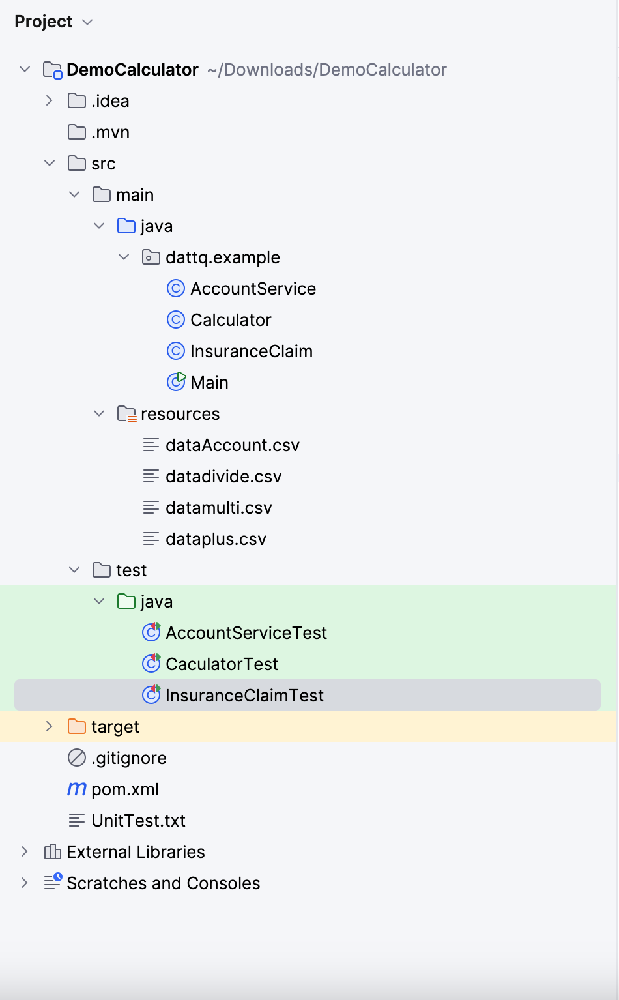 Project
DemoCalculator ~/Downloads/DemoCalculator
.idea
.mvn
src
main
java
dattq.example
AccountService
Calculator
InsuranceClaim
Main
resources
dataAccount.csv
datadivide.csv
datamulti.csv
dataplus.csv
test
java
AccountServiceTest
CaculatorTest
InsuranceClaimTest
target
.gitignore
pom.xml
UnitTest.txt
External Libraries
Scratches and Consoles